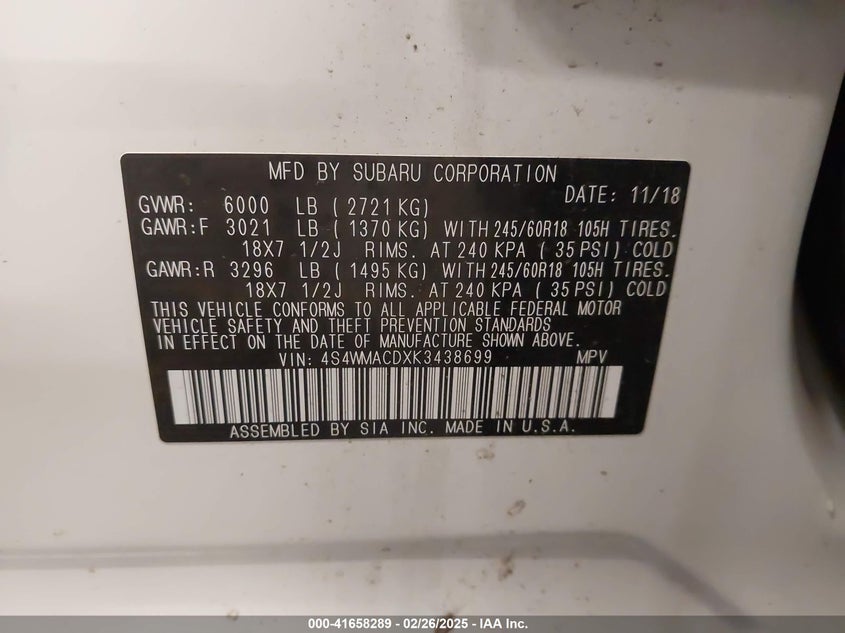 MFD BY SUBARU CORPORATION
DATE: 11/18
GVWR: 6000 LB ( 2721 KG)
GAWR:F 3021 LB ( 1370 KG) WITH 245/60R18 105H TIRES.
18X7 1/2J RIMS. AT 240 KPA ( 35 PSI) COLD
GAWR:R 3296 LB ( 1495 KG) WITH 245/60R18 105H TIRES.
18X7 1/2J RIMS. AT 240 KPA ( 35 PSI) COLD
THIS VEHICLE CONFORMS TO ALL APPLICABLE FEDERAL MOTOR
VEHICLE SAFETY AND THEFT PREVENTION STANDARDS
IN EFFECT ON THE DATE OF MANUFACTURE SHOWN ABOVE.
VIN: 4S4WMACDXK3438699 MPV
ASSEMBLED BY SIA INC. MADE IN U.S.A.
000-41658289 - 02/26/2025 - IAA Inc.